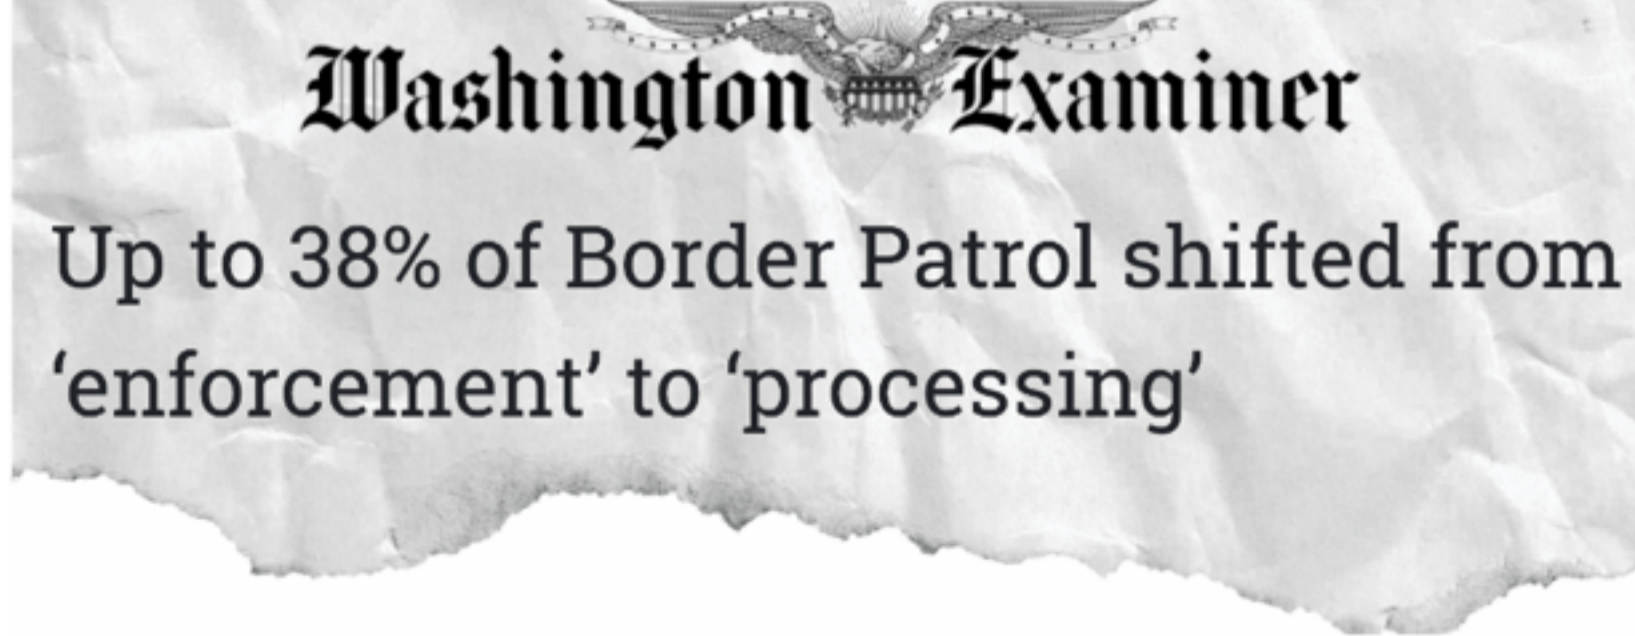 Washington Examiner
Up to 38% of Border Patrol shifted from
‘enforcement’ to ‘processing’